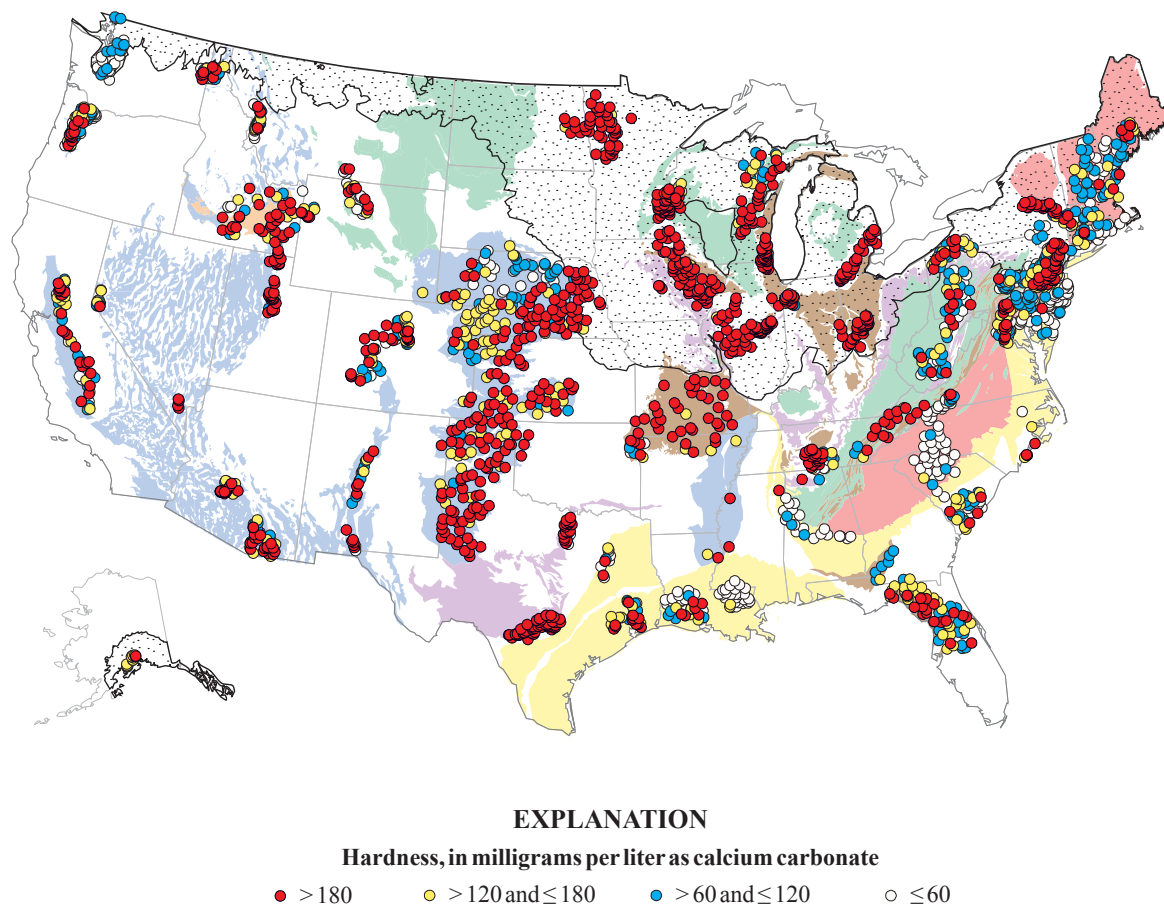 EXPLANATION
Hardness, in milligrams per liter as calcium carbonate
>180 >120 and ≤180 >60 and ≤120 ≤60